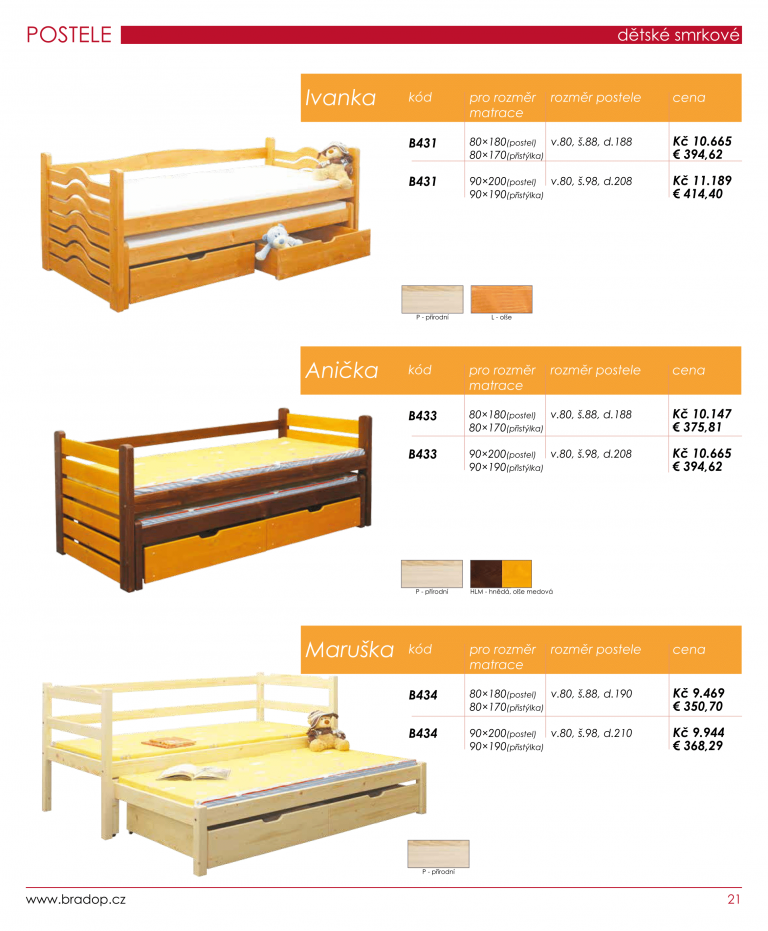 POSTELE
dětské smrkové
Ivanka kód pro rozměr rozměr postele cena
matrace
B431 80×180(postel) v.80, š.88, d.188 Kč 10.665
80×170(přistýlka) € 394,62
B431 90×200(postel) v.80, š.98, d.208 Kč 11.189
90×190(přistýlka) € 414,40
P - přírodní L - olše
Anička kód pro rozměr rozměr postele cena
matrace
B433 80×180(postel) v.80, š.88, d.188 Kč 10.147
80×170(přistýlka) € 375,81
B433 90×200(postel) v.80, š.98, d.208 Kč 10.665
90×190(přistýlka) € 394,62
P - přírodní HLM - hnědá, olše medová
Maruška kód pro rozměr rozměr postele cena
matrace
B434 80×180(postel) v.80, š.88, d.190 Kč 9.469
80×170(přistýlka) € 350,70
B434 90×200(postel) v.80, š.98, d.210 Kč 9.944
90×190(přistýlka) € 368,29
P - přírodní
www.bradop.cz 21